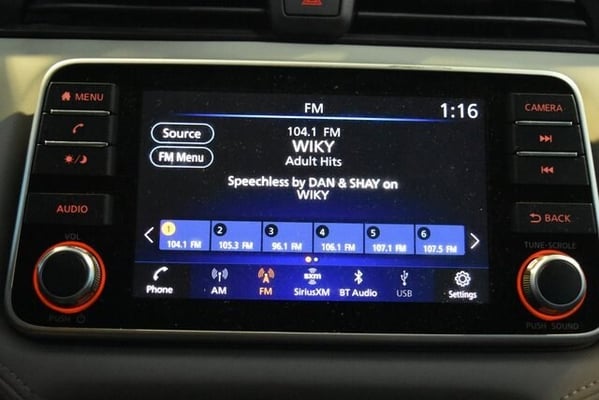 MENU
AUDIO
VOL
PUSH
CAMERA
BACK
TUNE-SCROLE
PUSH SOUND
FM
1:16
Source
FM Menu
104.1 FM
WIKY
Adult Hits
Speechless by DAN & SHAY on
WIKY
1 2 3 4 5 6
104.1 FM 105.3 FM 96.1 FM 106.1 FM 107.1 FM 107.5 FM
sxm
Phone AM FM SiriusXM BT Audio USB Settings